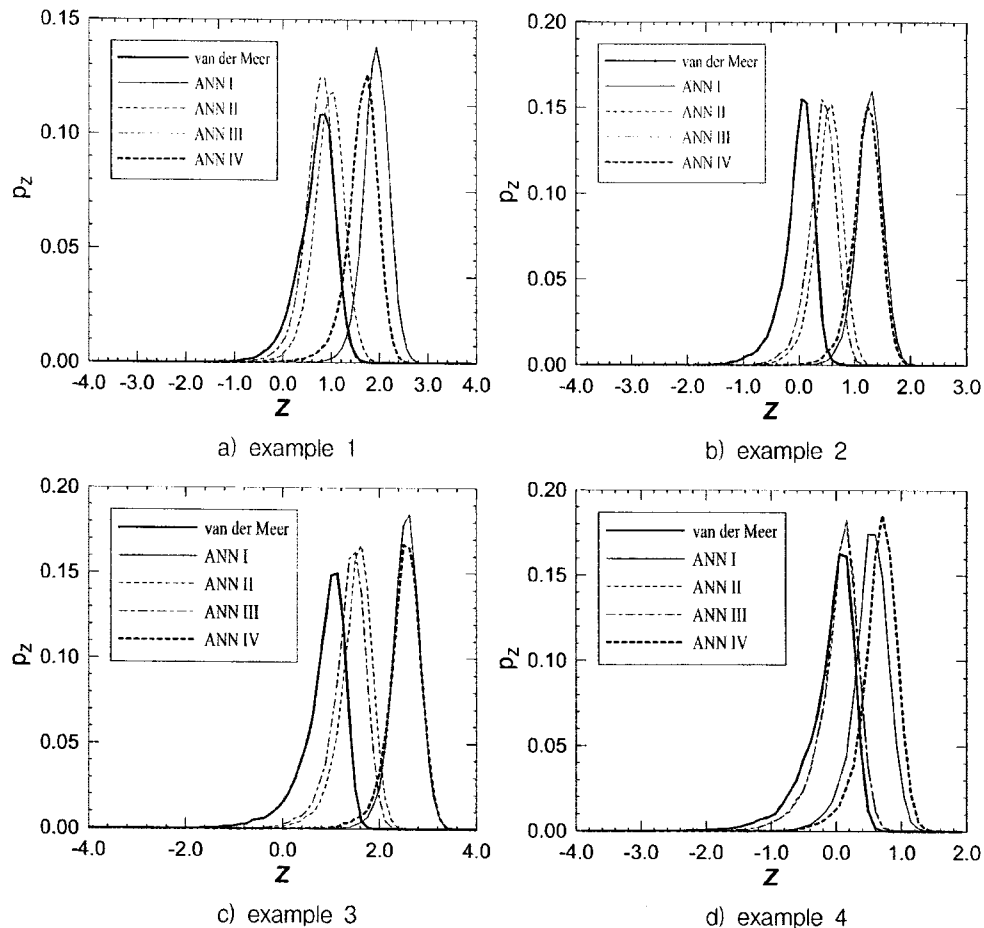 0.15
0.10
0.05
0.00
p_z
van der Meer
ANN I
ANN II
ANN III
ANN IV
-4.0 -3.0 -2.0 -1.0 0.0 1.0 2.0 3.0 4.0
Z
a) example 1
0.20
0.15
0.10
0.05
0.00
p_z
van der Meer
ANN I
ANN II
ANN III
ANN IV
-4.0 -3.0 -2.0 -1.0 0.0 1.0 2.0 3.0
Z
b) example 2
0.20
0.15
0.10
0.05
0.00
p_z
van der Meer
ANN I
ANN II
ANN III
ANN IV
-4.0 -2.0 0.0 2.0 4.0
Z
c) example 3
0.20
0.15
0.10
0.05
0.00
p_z
van der Meer
ANN I
ANN II
ANN III
ANN IV
-4.0 -3.0 -2.0 -1.0 0.0 1.0 2.0
Z
d) example 4